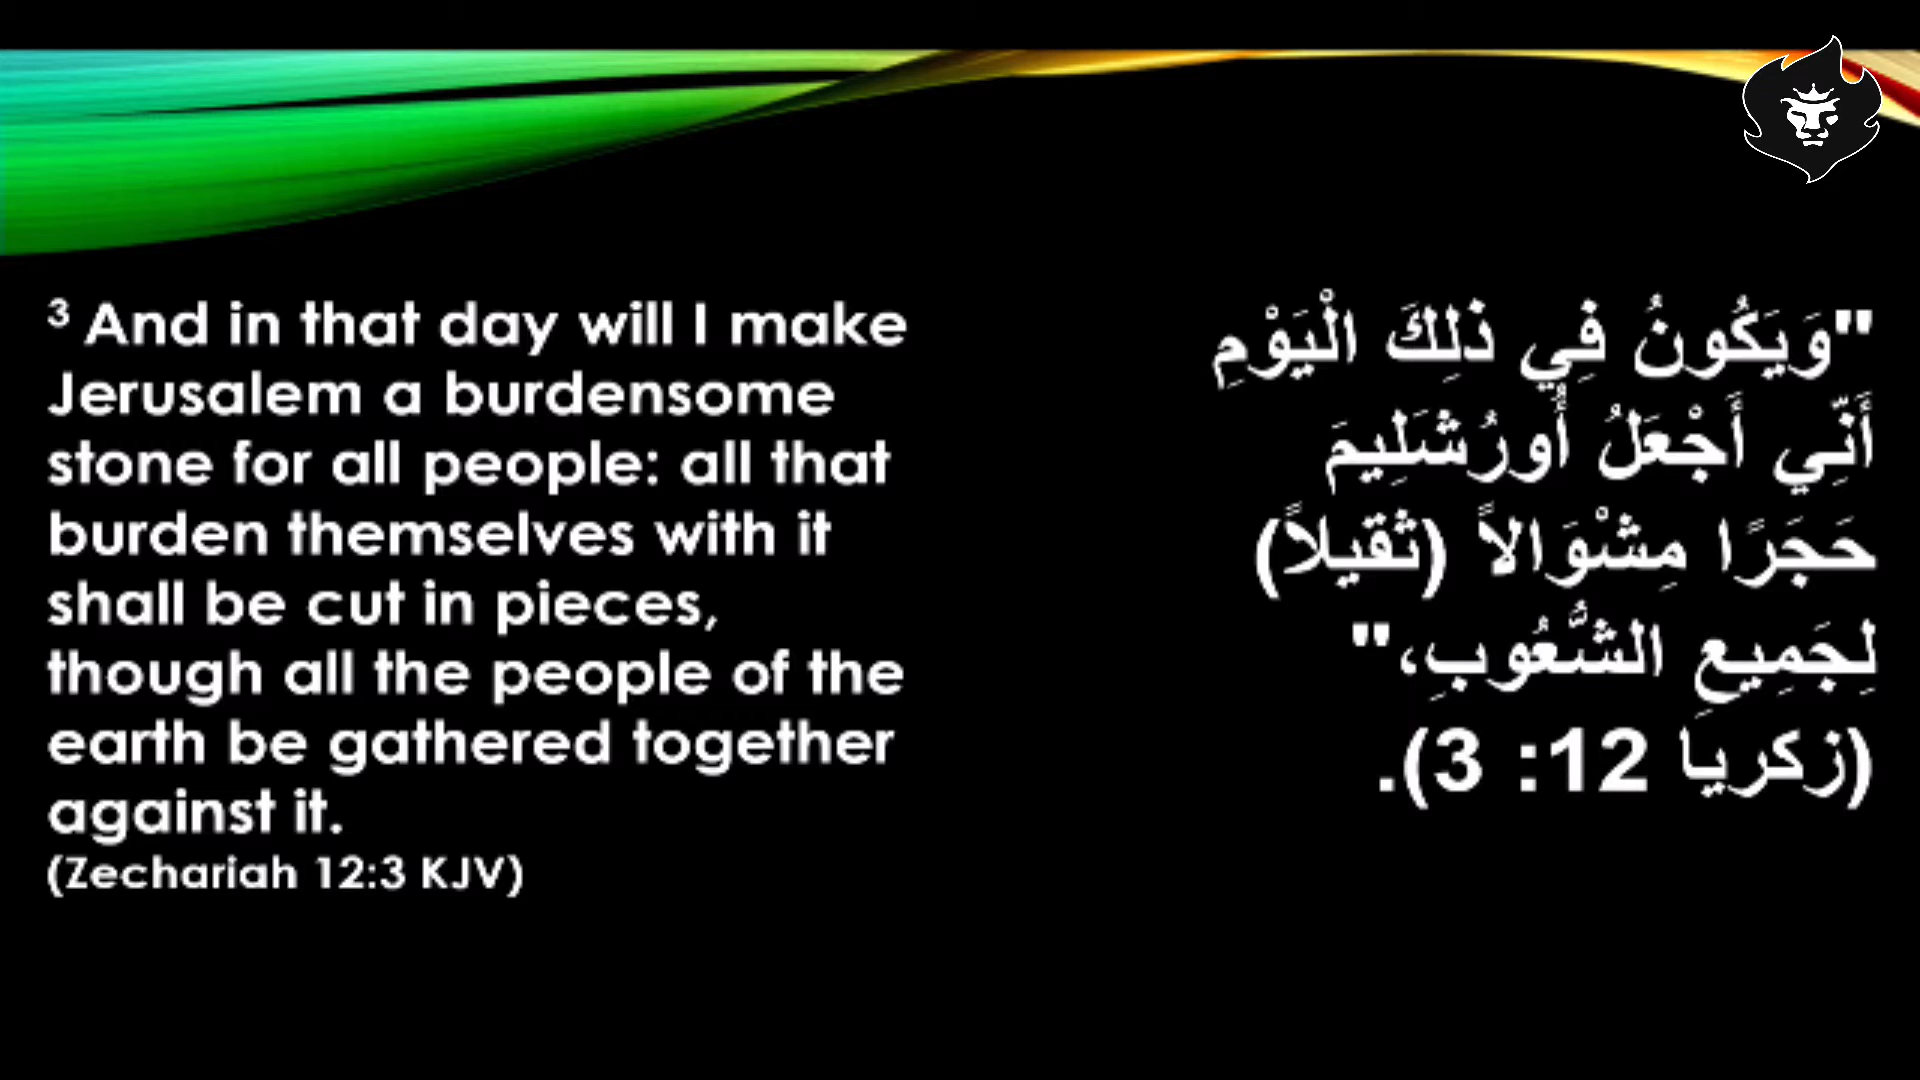 3 And in that day will I make
Jerusalem a burdensome
stone for all people: all that
burden themselves with it
shall be cut in pieces,
though all the people of the
earth be gathered together
against it.
(Zechariah 12:3 KJV)
"وَيَكُونُ فِي ذلِكَ الْيَوْمِ
أَنِّي أَجْعَلُ أُورُشَلِيمَ
حَجَرًا مِشْوَالاً (ثقيلاً)
لِجَمِيعِ الشُّعُوبِ،"
(زكريا 12: 3).